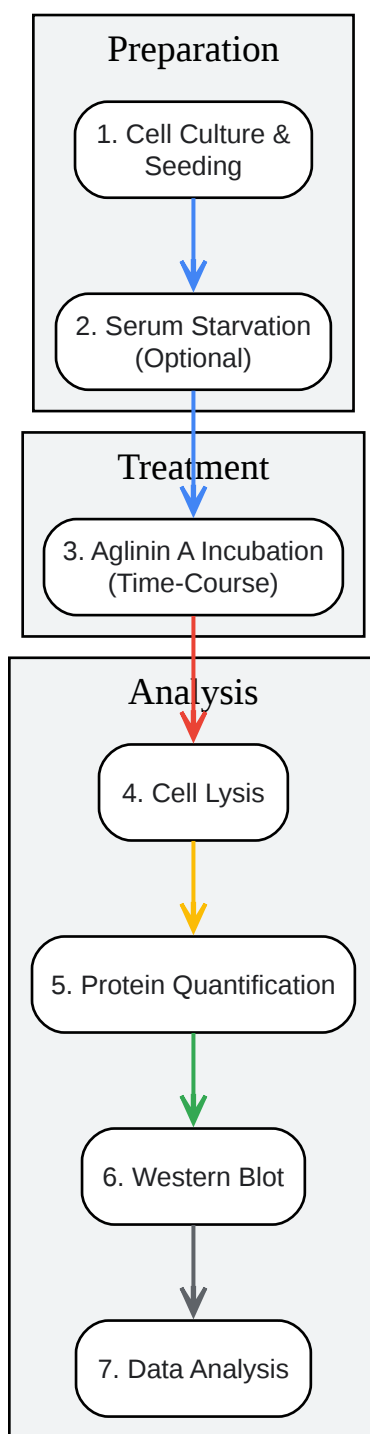 Preparation
1. Cell Culture &
Seeding
2. Serum Starvation
(Optional)
Treatment
3. Aglinin A Incubation
(Time-Course)
Analysis
4. Cell Lysis
5. Protein Quantification
6. Western Blot
7. Data Analysis